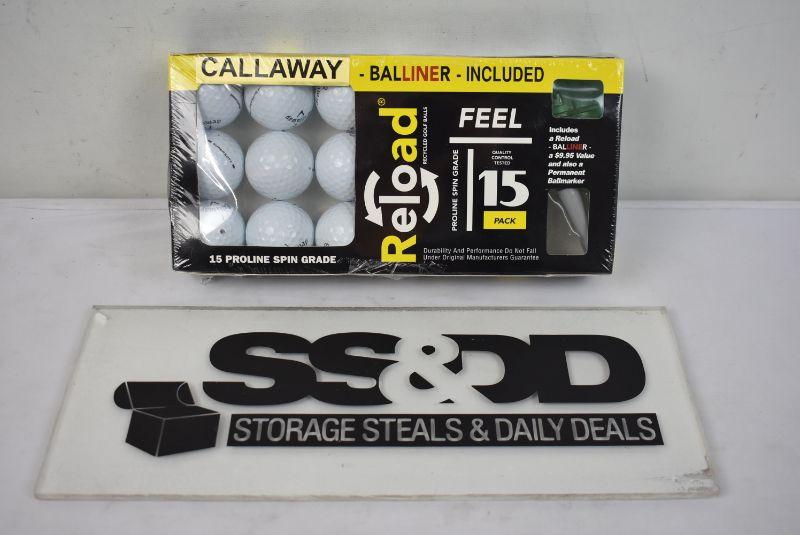 CALLAWAY
- BALLINER - INCLUDED
Reload®
RECYCLED GOLF BALLS
FEEL
PROLINE SPIN GRADE
QUALITY
CONTROL
TESTED
15
PACK
Includes
a Reload
- BALLINER -
a $9.95 Value
and also a
Permanent
Ballmarker
15 PROLINE SPIN GRADE
Durability And Performance Do Not Fall
Under Original Manufacturers Guarantee
SS&DD
STORAGE STEALS & DAILY DEALS